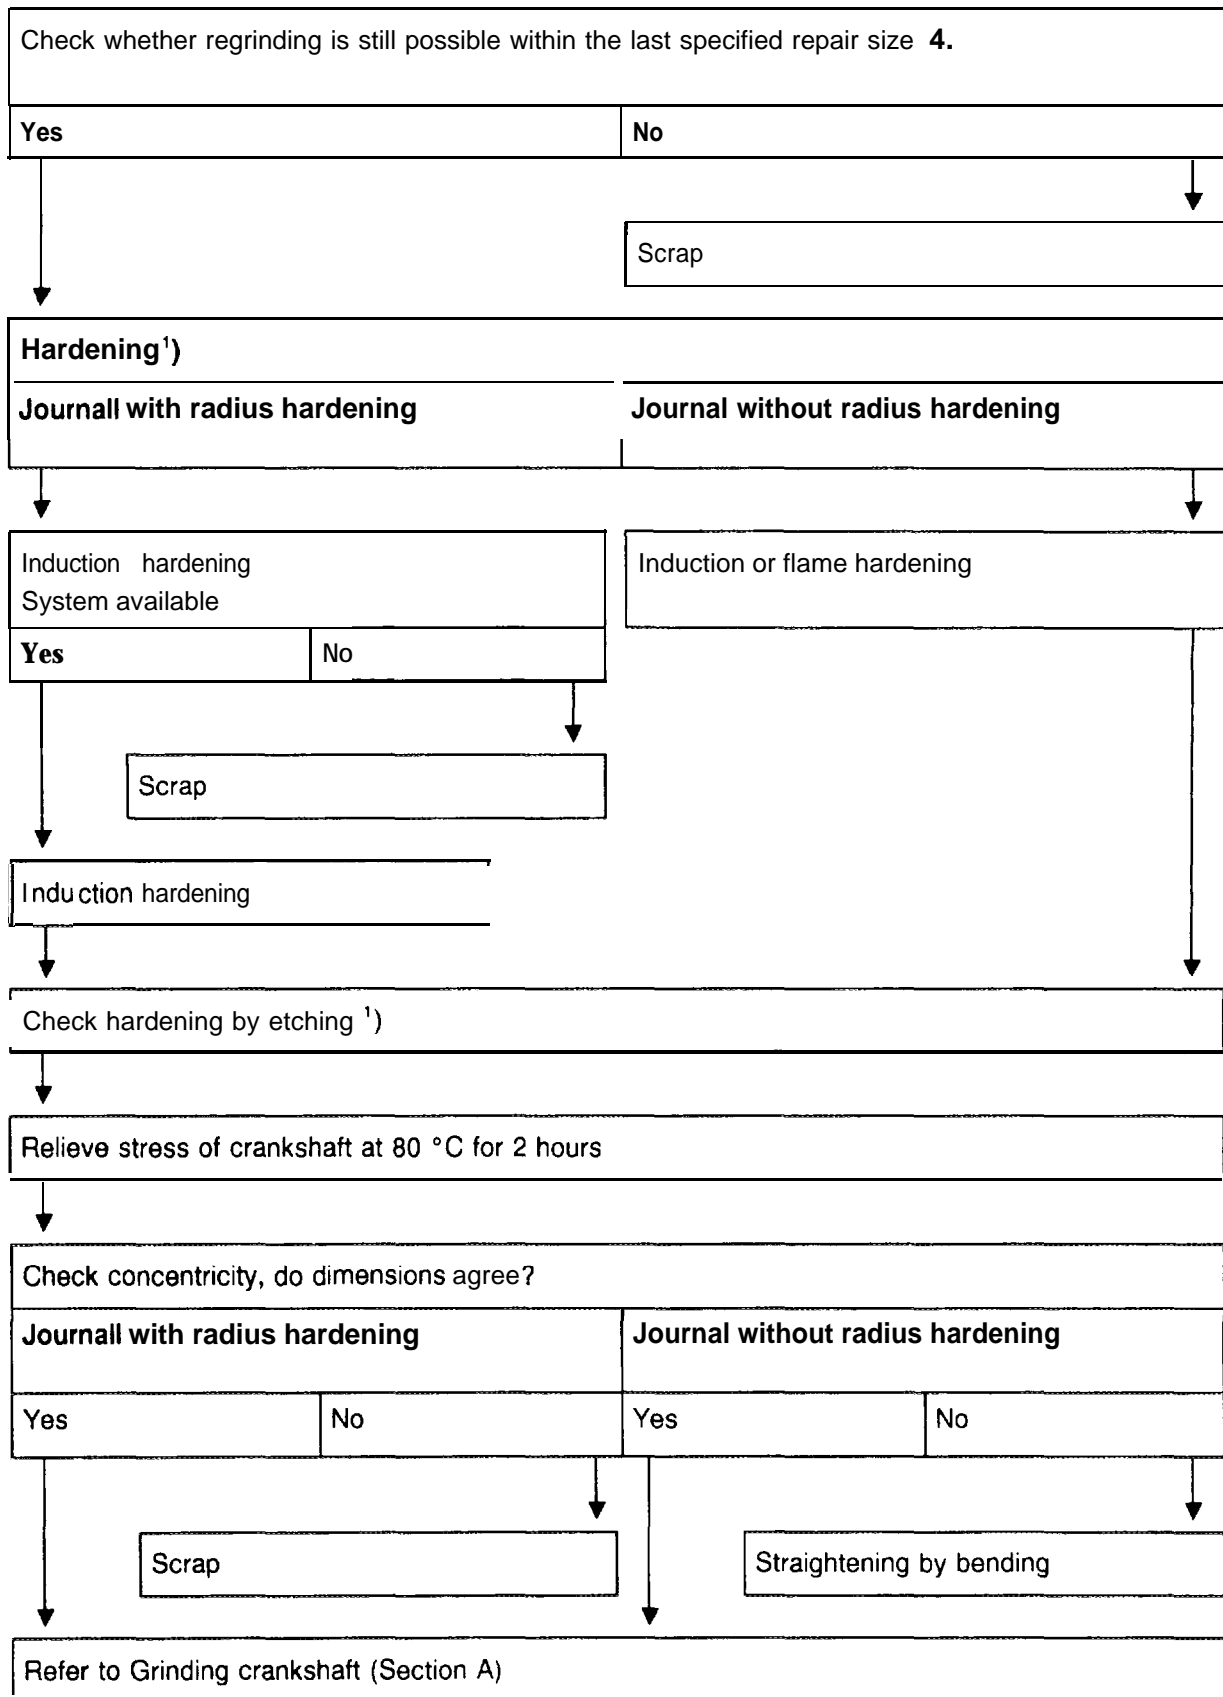 Check whether regrinding is still possible within the last specified repair size 4.
Yes
No
Scrap
Hardening¹)
Journall with radius hardening
Journal without radius hardening
Induction hardening
System available
Induction or flame hardening
Yes
No
Scrap
Induction hardening
Check hardening by etching ¹)
Relieve stress of crankshaft at 80 °C for 2 hours
Check concentricity, do dimensions agree?
Journall with radius hardening
Journal without radius hardening
Yes
No
Yes
No
Scrap
Straightening by bending
Refer to Grinding crankshaft (Section A)